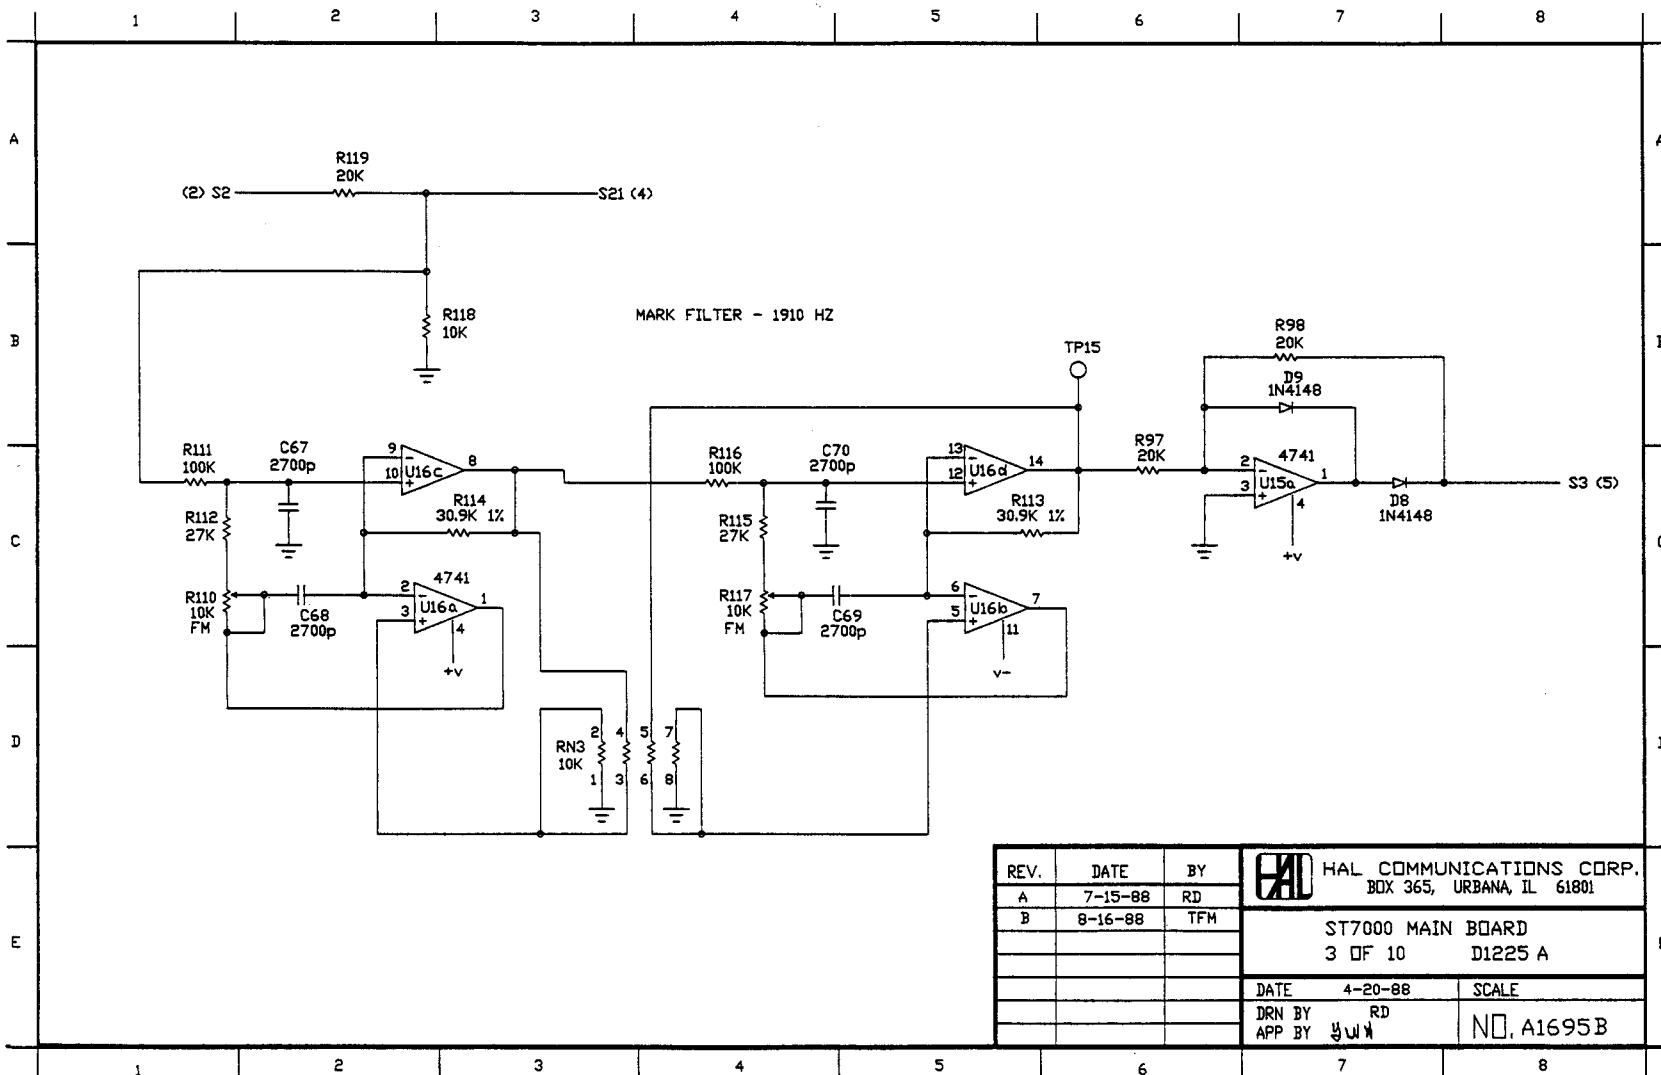 1 2 3 4 5 6 7 8
A
R119
20K
(2) S2
S21 (4)
B
R118
10K
MARK FILTER - 1910 HZ
TP15
R98
20K
D9
1N4148
R111
100K
C67
2700p
9
10
U16c
8
R116
100K
C70
2700p
13
12
U16d
14
R97
20K
4741
2
3
U15a
1
4
+v
D8
1N4148
S3 (5)
C
R112
27K
R114
30.9K 1%
R115
27K
R113
30.9K 1%
R110
10K
FM
C68
2700p
4741
2
3
U16a
1
4
+v
R117
10K
FM
C69
2700p
6
5
U16b
7
11
v-
D
RN3
10K
2 4 5 7
1 3 6 8
E
REV. DATE BY
A 7-15-88 RD
B 8-16-88 TFM
HAL
HAL COMMUNICATIONS CORP.
BOX 365, URBANA, IL 61801
ST7000 MAIN BOARD
3 OF 10 D1225 A
DATE 4-20-88 SCALE
DRN BY RD
APP BY
NO. A1695B
1 2 3 4 5 6 7 8